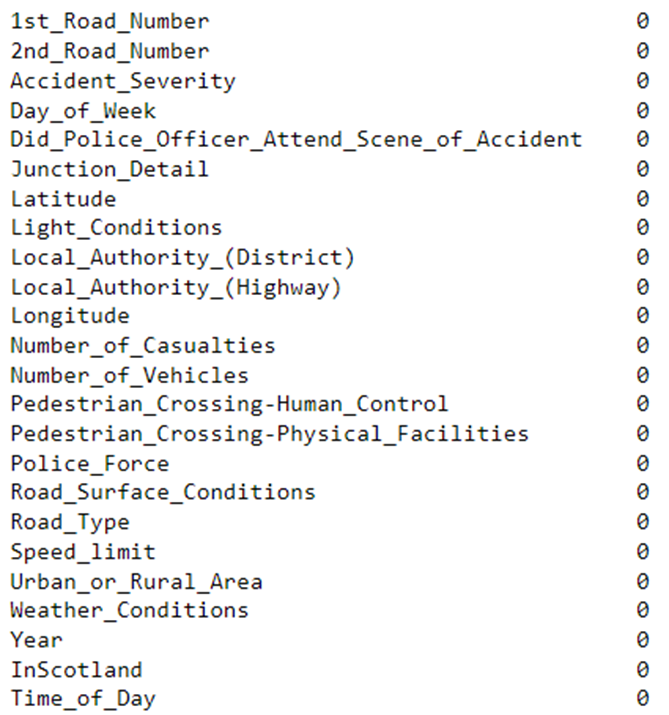 1st_Road_Number 0
2nd_Road_Number 0
Accident_Severity 0
Day_of_Week 0
Did_Police_Officer_Attend_Scene_of_Accident 0
Junction_Detail 0
Latitude 0
Light_Conditions 0
Local_Authority_(District) 0
Local_Authority_(Highway) 0
Longitude 0
Number_of_Casualties 0
Number_of_Vehicles 0
Pedestrian_Crossing-Human_Control 0
Pedestrian_Crossing-Physical_Facilities 0
Police_Force 0
Road_Surface_Conditions 0
Road_Type 0
Speed_limit 0
Urban_or_Rural_Area 0
Weather_Conditions 0
Year 0
InScotland 0
Time_of_Day 0